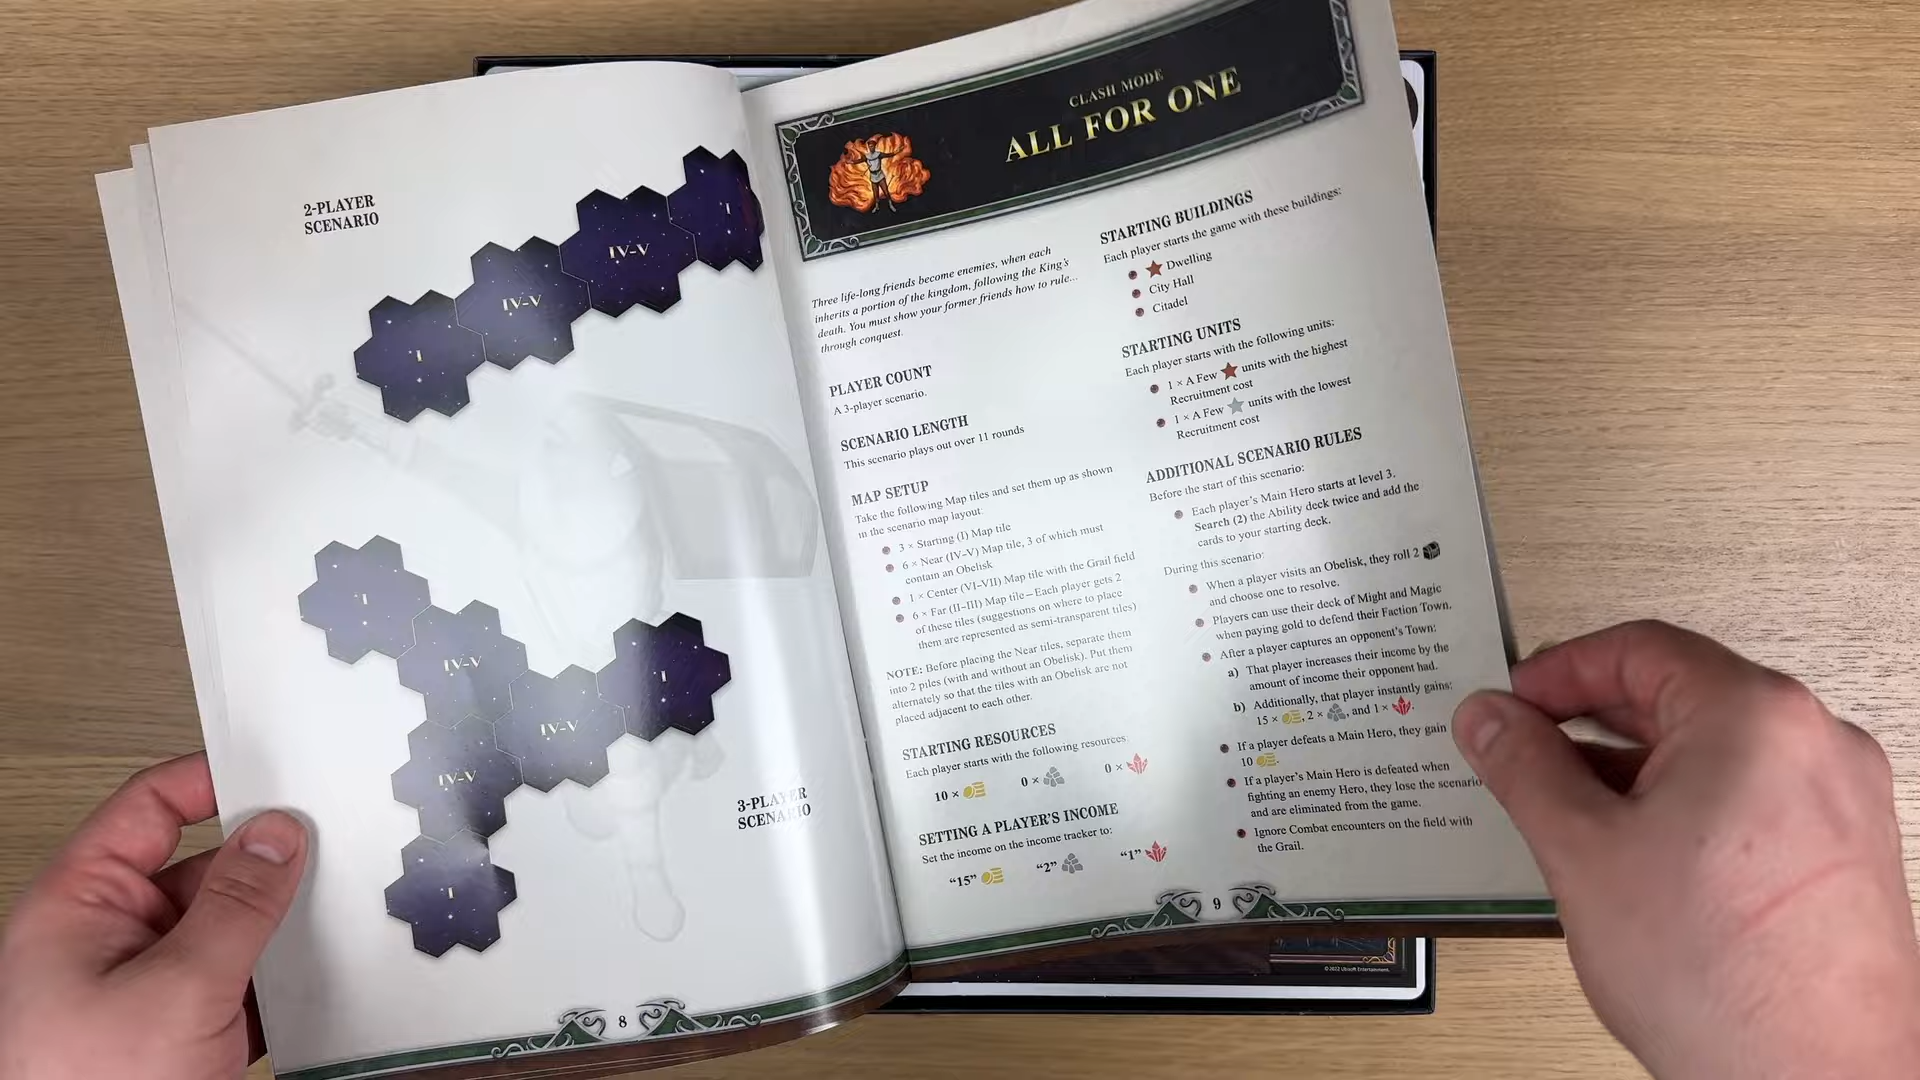 2-PLAYER
SCENARIO
I
IV-V
IV-V
I
I
IV-V
IV-V
I
IV-V
I
3-PLAYER
SCENARIO
8
CLASH MODE
ALL FOR ONE
Three life-long friends become enemies, when each
inherits a portion of the kingdom, following the King's
death. You must show your former friends how to rule...
through conquest.
PLAYER COUNT
A 3-player scenario.
SCENARIO LENGTH
This scenario plays out over 11 rounds
MAP SETUP
Take the following Map tiles and set them up as shown
in the scenario map layout:
3 × Starting (I) Map tile
6 × Near (IV–V) Map tile, 3 of which must
contain an Obelisk
1 × Center (VI–VII) Map tile with the Grail field
6 × Far (II–III) Map tile – Each player gets 2
of these tiles (suggestions on where to place
them are represented as semi-transparent tiles)
NOTE: Before placing the Near tiles, separate them
into 2 piles (with and without an Obelisk). Put them
alternately so that the tiles with an Obelisk are not
placed adjacent to each other.
STARTING RESOURCES
Each player starts with the following resources:
10 × 0 × 0 ×
SETTING A PLAYER'S INCOME
Set the income on the income tracker to:
“15” “2” “1”
STARTING BUILDINGS
Each player starts the game with these buildings:
Dwelling
City Hall
Citadel
STARTING UNITS
Each player starts with the following units:
1 × A Few units with the highest
Recruitment cost
1 × A Few units with the lowest
Recruitment cost
ADDITIONAL SCENARIO RULES
Before the start of this scenario:
Each player's Main Hero starts at level 3,
Search (2) the Ability deck twice and add the
cards to your starting deck.
During this scenario:
When a player visits an Obelisk, they roll 2
and choose one to resolve.
Players can use their deck of Might and Magic
when paying gold to defend their Faction Town.
After a player captures an opponent's Town:
a) That player increases their income by the
amount of income their opponent had.
b) Additionally, that player instantly gains:
15 × , 2 × , and 1 × .
If a player defeats a Main Hero, they gain
10 .
If a player's Main Hero is defeated when
fighting an enemy Hero, they lose the scenario
and are eliminated from the game.
Ignore Combat encounters on the field with
the Grail.
9
©2022 Ubisoft Entertainment.